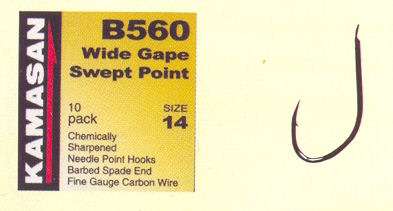 KAMASAN
B560
Wide Gape
Swept Point
10
pack
SIZE
14
Chemically
Sharpened
Needle Point Hooks
Barbed Spade End
Fine Gauge Carbon Wire